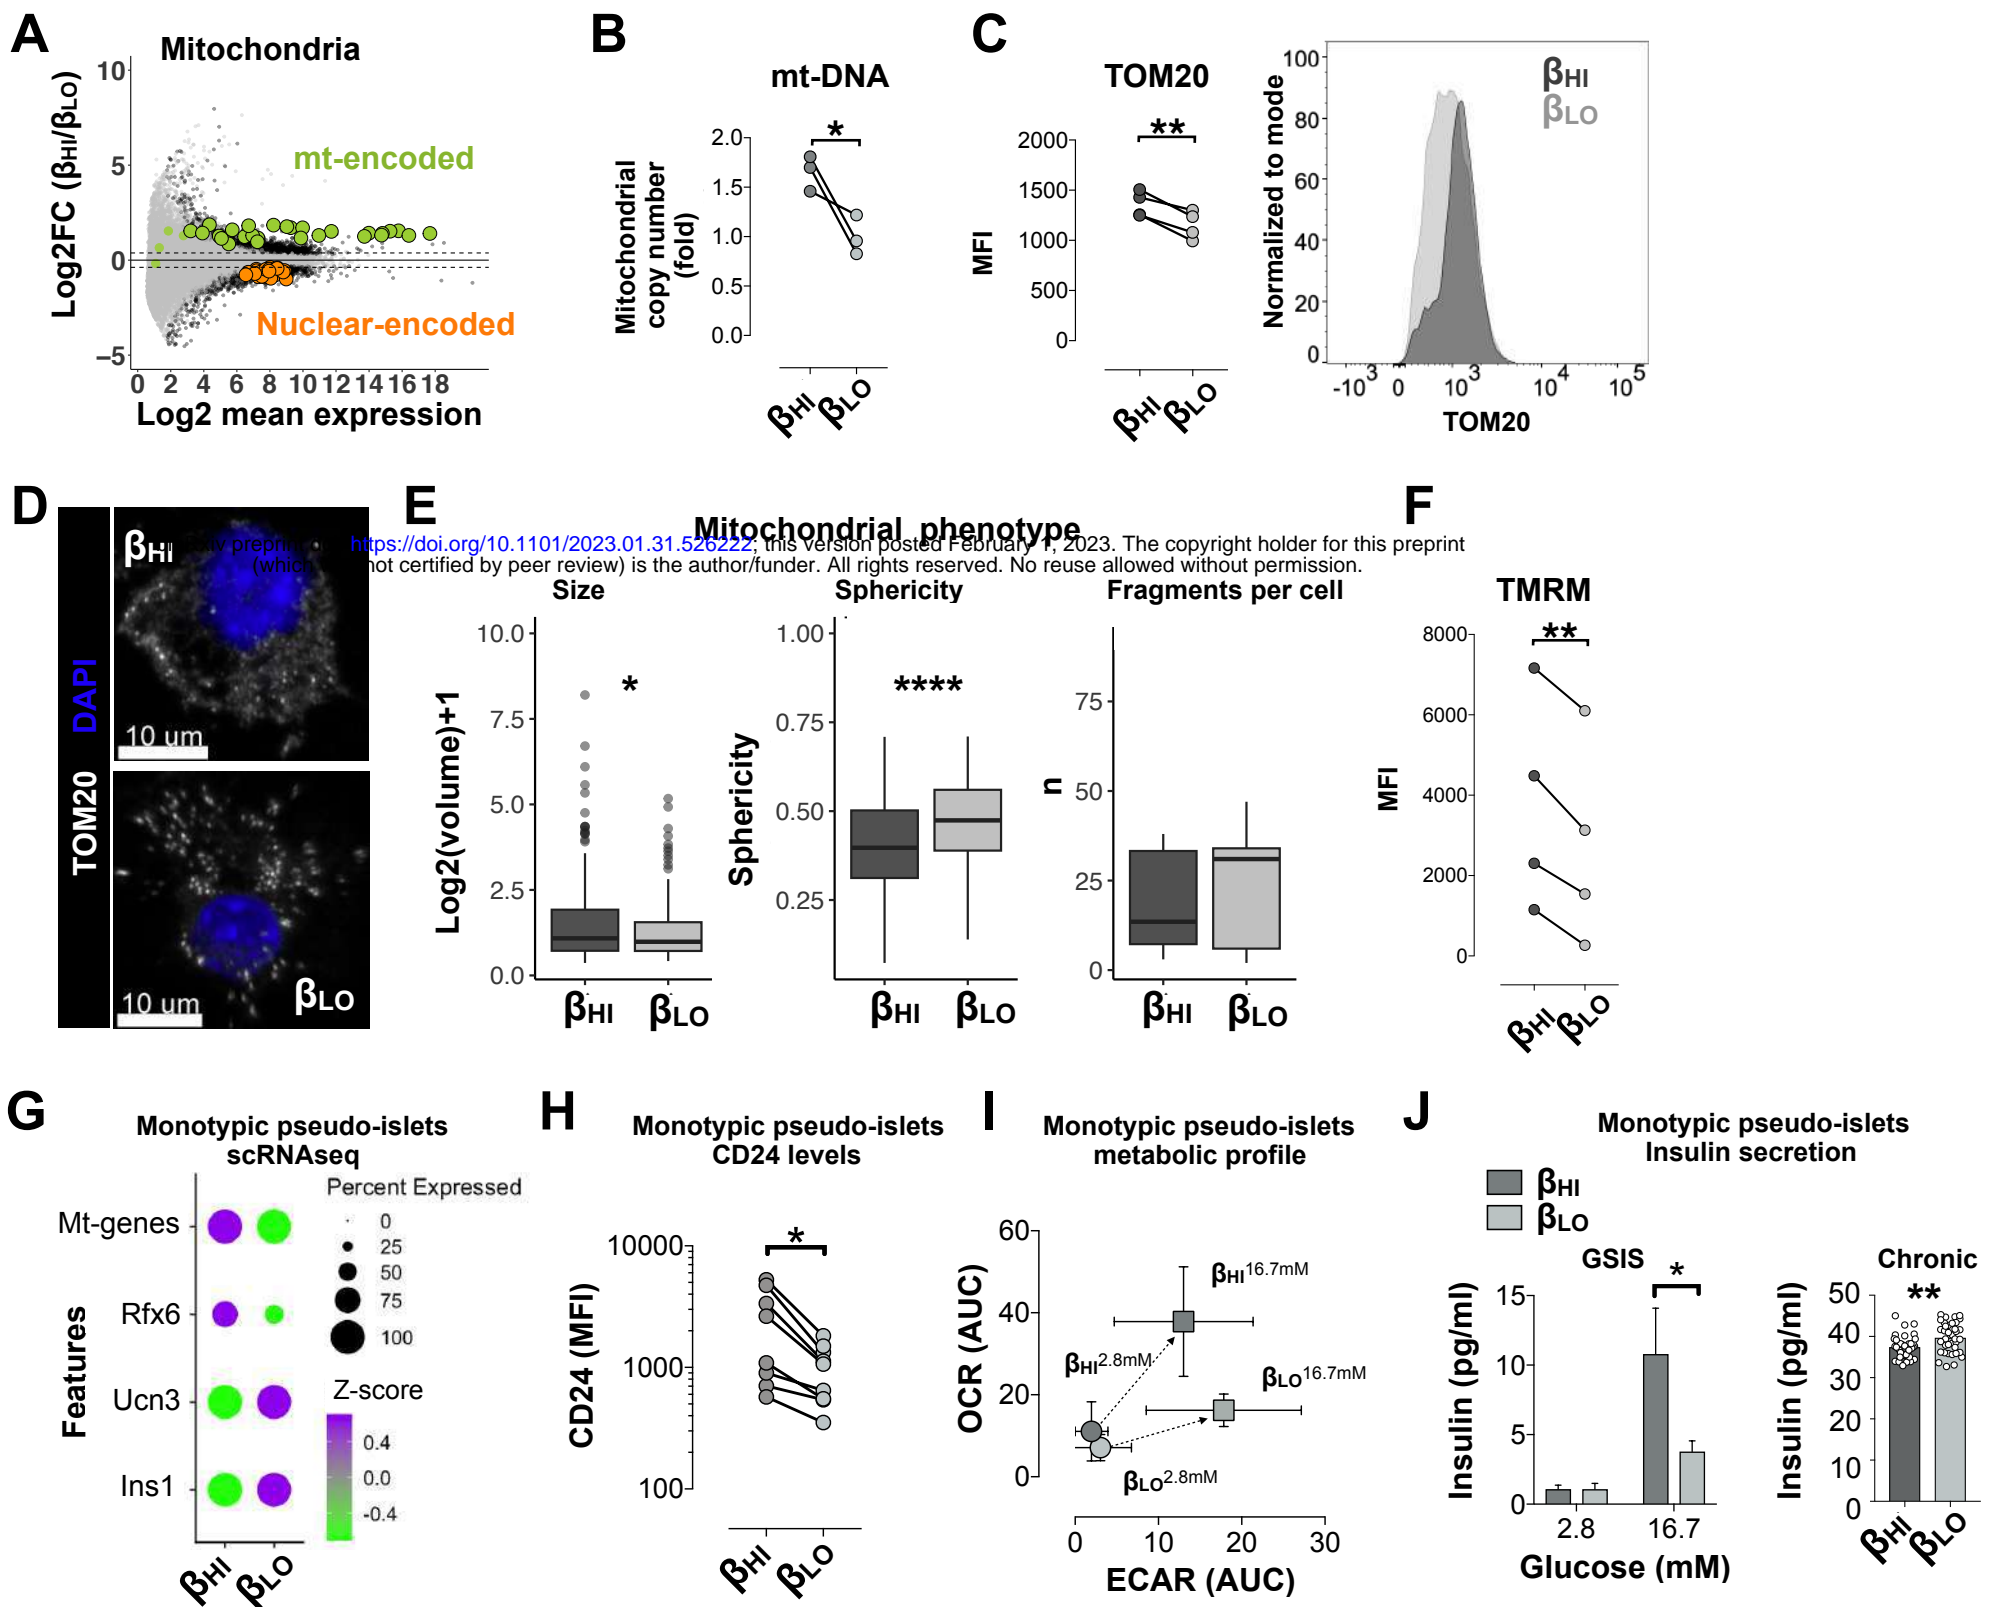 A
Mitochondria
Log2FC (βHI/βLO)
10
5
0
−5
mt-encoded
Nuclear-encoded
0 2 4 6 8 10 12 14 16 18
Log2 mean expression
B
mt-DNA
Mitochondrial
copy number
(fold)
2.0
1.5
1.0
0.5
0.0
*
βHI βLO
C
TOM20
MFI
2000
1500
1000
500
0
**
βHI βLO
Normalized to mode
100
80
60
40
20
0
βHI
βLO
-10³ 0 10³ 10⁴ 10⁵
TOM20
D
TOM20 DAPI
βHI
10 um
βLO
10 um
E
Mitochondrial phenotype
preprint https://doi.org/10.1101/2023.01.31.526222; this version posted February 1, 2023. The copyright holder for this preprint
(which not certified by peer review) is the author/funder. All rights reserved. No reuse allowed without permission.
Size
Log2(volume)+1
10.0
7.5
5.0
2.5
0.0
*
βHI βLO
Sphericity
Sphericity
1.00
0.75
0.50
0.25
****
βHI βLO
Fragments per cell
n
75
50
25
0
βHI βLO
F
TMRM
MFI
8000
6000
4000
2000
0
**
βHI βLO
G
Monotypic pseudo-islets
scRNAseq
Features
Mt-genes
Rfx6
Ucn3
Ins1
βHI βLO
Percent Expressed
0
25
50
75
100
Z-score
0.4
0.0
-0.4
H
Monotypic pseudo-islets
CD24 levels
CD24 (MFI)
10000
1000
100
*
βHI βLO
I
Monotypic pseudo-islets
metabolic profile
OCR (AUC)
60
40
20
0
βHI16.7mM
βHI2.8mM
βLO16.7mM
βLO2.8mM
0 10 20 30
ECAR (AUC)
J
Monotypic pseudo-islets
Insulin secretion
βHI
βLO
GSIS
Insulin (pg/ml)
15
10
5
0
*
2.8 16.7
Glucose (mM)
Chronic
Insulin (pg/ml)
50
40
30
20
10
0
**
βHI βLO